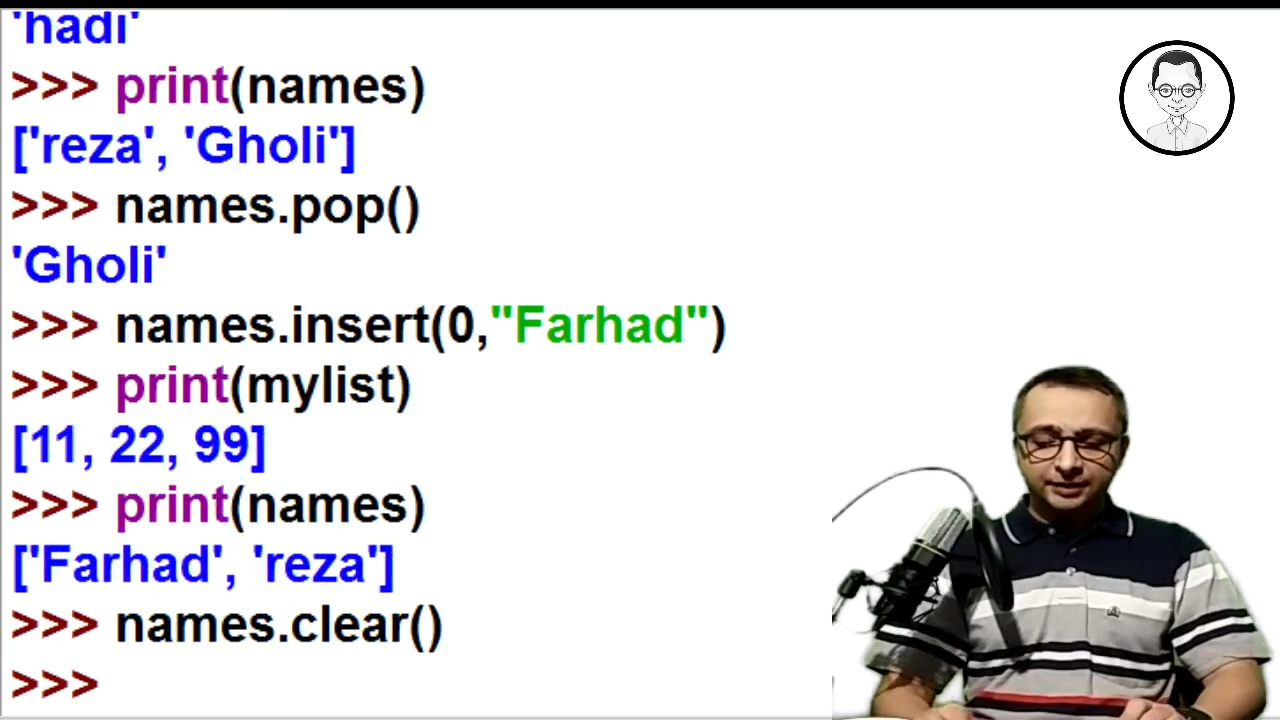 'hadi'
>>> print(names)
['reza', 'Gholi']
>>> names.pop()
'Gholi'
>>> names.insert(0,"Farhad")
>>> print(mylist)
[11, 22, 99]
>>> print(names)
['Farhad', 'reza']
>>> names.clear()
>>>